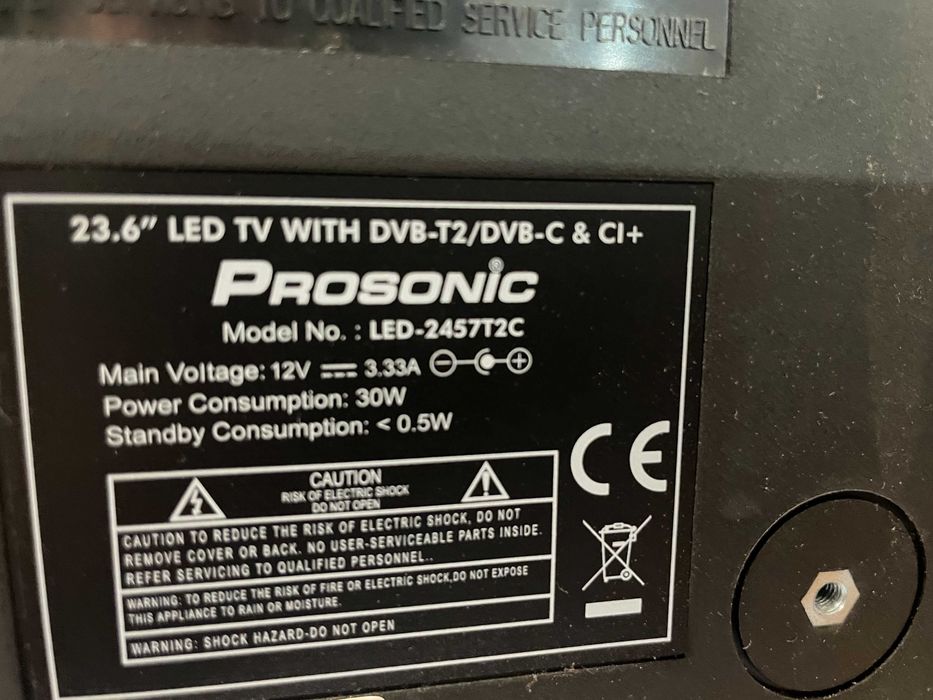 TO QUALIFIED SERVICE PERSONNEL
23.6" LED TV WITH DVB-T2/DVB-C & CI+
PROSONIC®
Model No. : LED-2457T2C
Main Voltage: 12V ⎓ 3.33A
Power Consumption: 30W
Standby Consumption: < 0.5W
CAUTION
RISK OF ELECTRIC SHOCK
DO NOT OPEN
CAUTION TO REDUCE THE RISK OF ELECTRIC SHOCK, DO NOT
REMOVE COVER OR BACK. NO USER-SERVICEABLE PARTS INSIDE.
REFER SERVICING TO QUALIFIED PERSONNEL..
WARNING: TO REDUCE THE RISK OF FIRE OR ELECTRIC SHOCK,DO NOT EXPOSE
THIS APPLIANCE TO RAIN OR MOISTURE.
WARNING: SHOCK HAZARD-DO NOT OPEN
CE